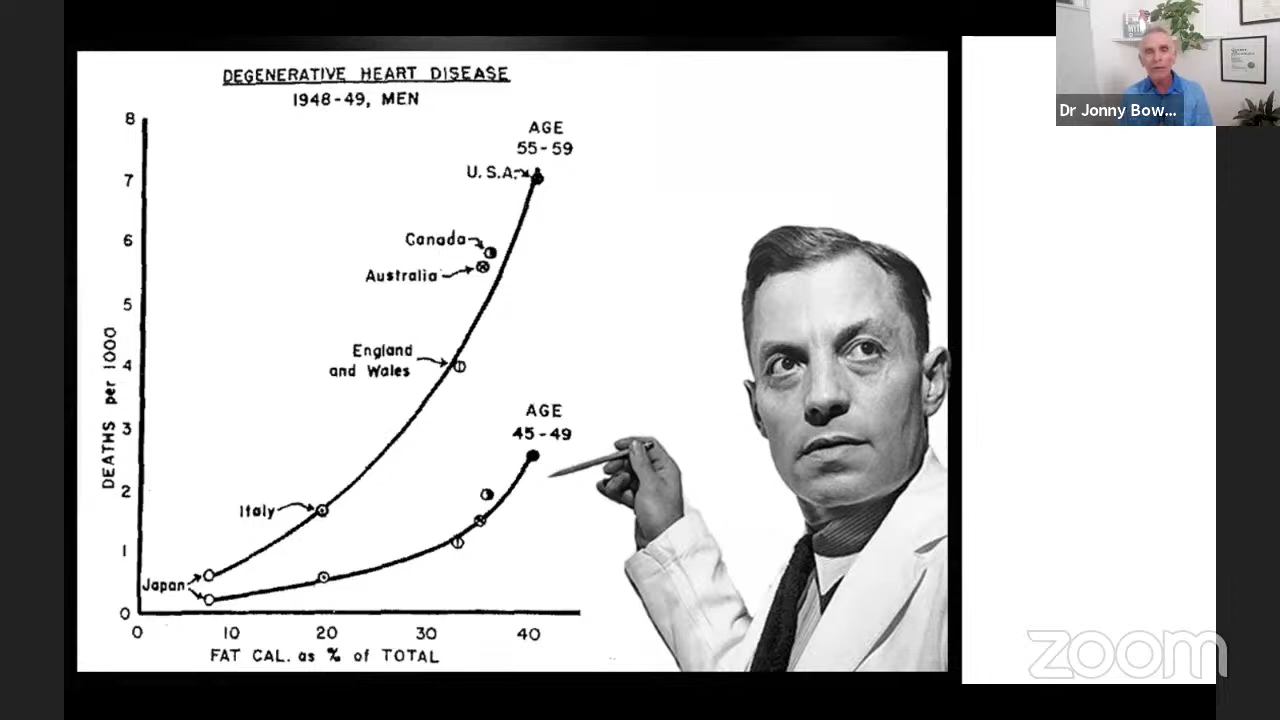 DEGENERATIVE HEART DISEASE
1948-49, MEN
8
7
6
5
4
3
2
1
0
DEATHS per 1000
AGE
55-59
U.S.A.
Canada
Australia
England
and Wales
AGE
45-49
Italy
Japan
0 10 20 30 40
FAT CAL. as % of TOTAL
Dr Jonny Bow...
zoom